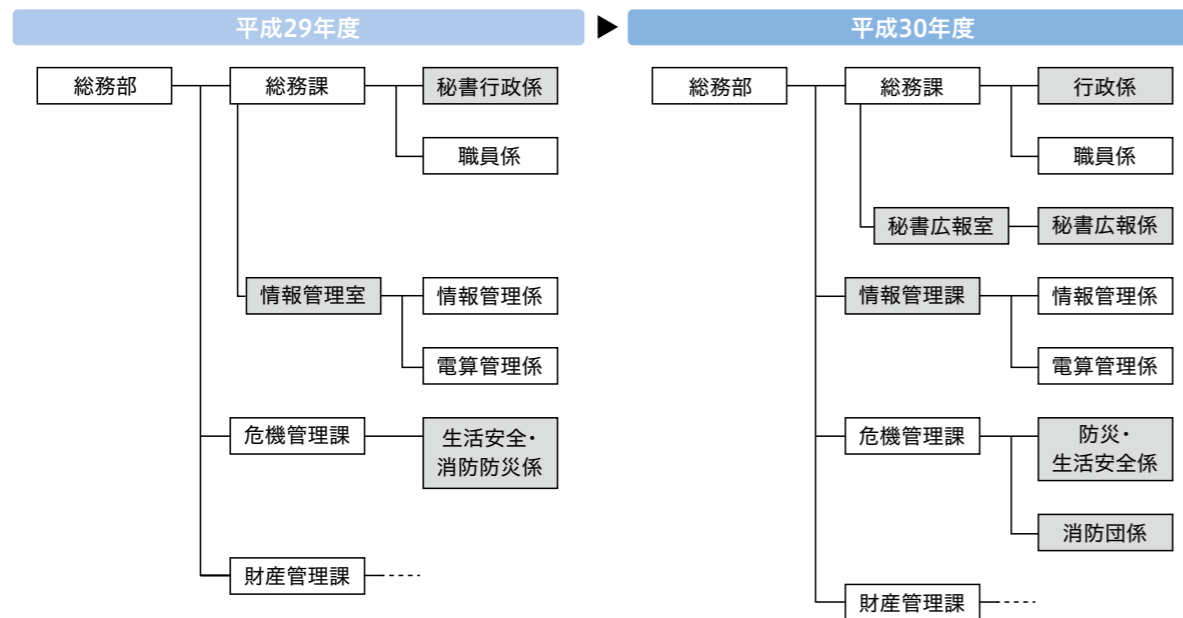 平成29年度
総務部
総務課
秘書行政係
職員係
情報管理室
情報管理係
電算管理係
危機管理課
生活安全・
消防防災係
財産管理課
平成30年度
総務部
総務課
行政係
職員係
秘書広報室
秘書広報係
情報管理課
情報管理係
電算管理係
危機管理課
防災・
生活安全係
消防団係
財産管理課